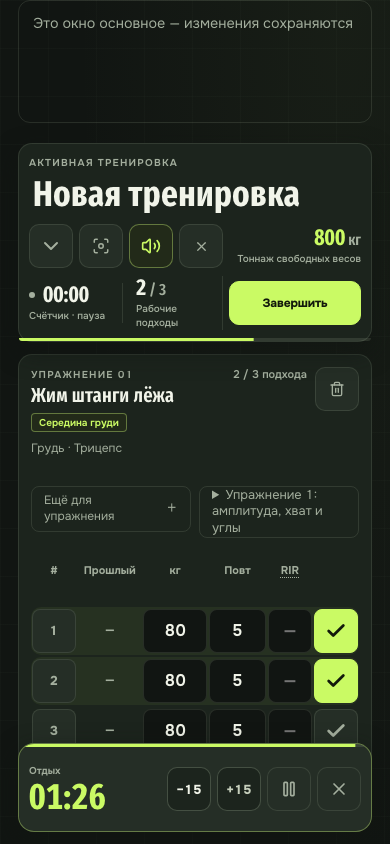 Это окно основное — изменения сохраняются
АКТИВНАЯ ТРЕНИРОВКА
Новая тренировка
800 кг
Тоннаж свободных весов
00:00
Счётчик · пауза
2 / 3
Рабочие
подходы
Завершить
УПРАЖНЕНИЕ 01
2 / 3 подхода
Жим штанги лёжа
Середина груди
Грудь · Трицепс
Ещё для
упражнения
+
▶ Упражнение 1:
амплитуда, хват и
углы
# Прошлый кг Повт RIR
1 – 80 5 —
2 – 80 5 —
3 – 80 5 —
Отдых
01:26
−15 +15